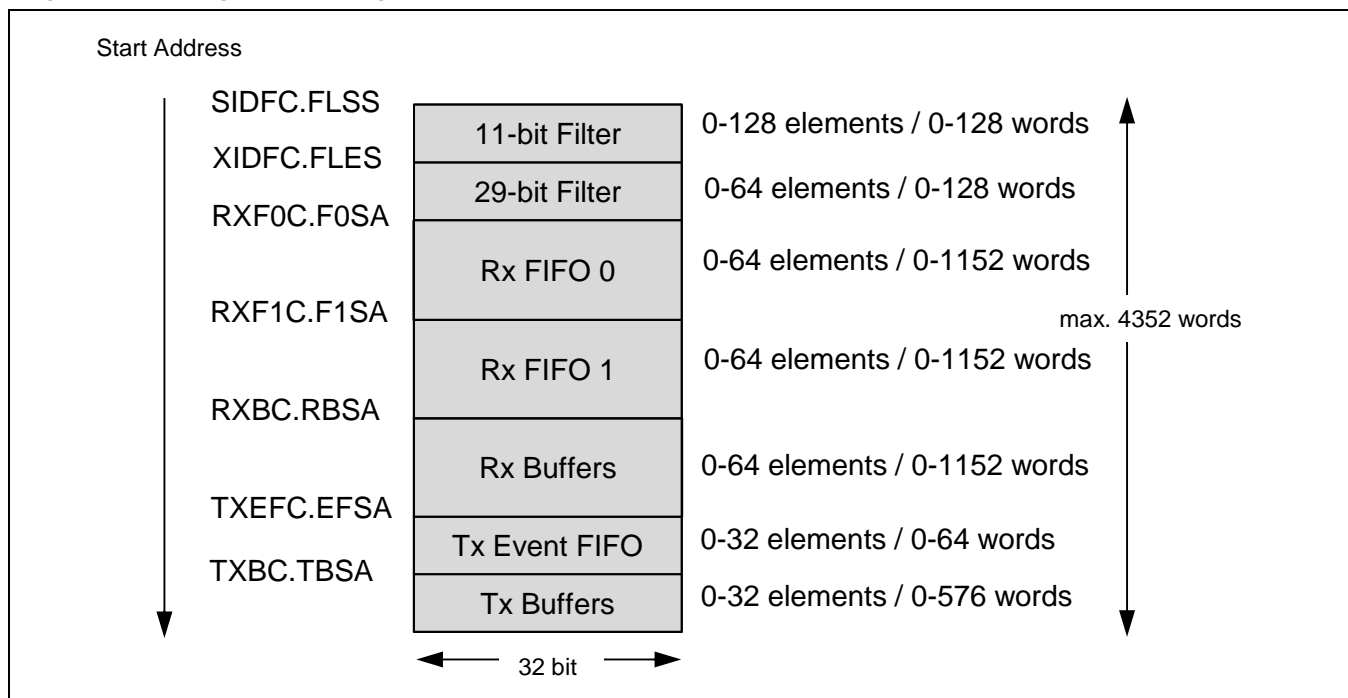 Start Address
SIDFC.FLSS
11-bit Filter
0-128 elements / 0-128 words
XIDFC.FLES
29-bit Filter
0-64 elements / 0-128 words
RXF0C.F0SA
Rx FIFO 0
0-64 elements / 0-1152 words
RXF1C.F1SA
max. 4352 words
Rx FIFO 1
0-64 elements / 0-1152 words
RXBC.RBSA
Rx Buffers
0-64 elements / 0-1152 words
TXEFC.EFSA
Tx Event FIFO
0-32 elements / 0-64 words
TXBC.TBSA
Tx Buffers
0-32 elements / 0-576 words
32 bit